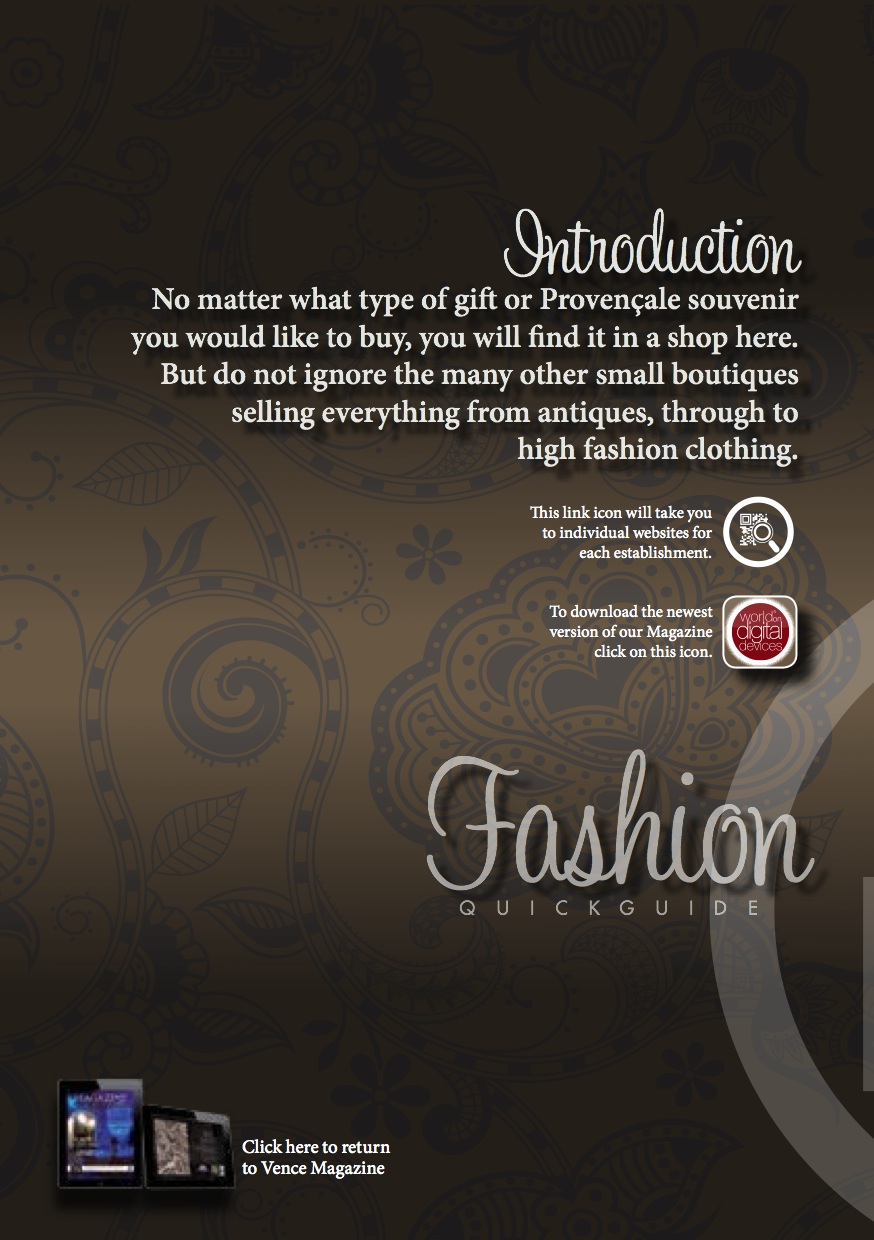 Introduction
No matter what type of gift or Provençale souvenir
you would like to buy, you will find it in a shop here.
But do not ignore the many other small boutiques
selling everything from antiques, through to
high fashion clothing.
This link icon will take you
to individual websites for
each establishment.
To download the newest
version of our Magazine
click on this icon.
world on
digital
devices
Fashion
QUICKGUIDE
MAGAZINE
Click here to return
to Vence Magazine